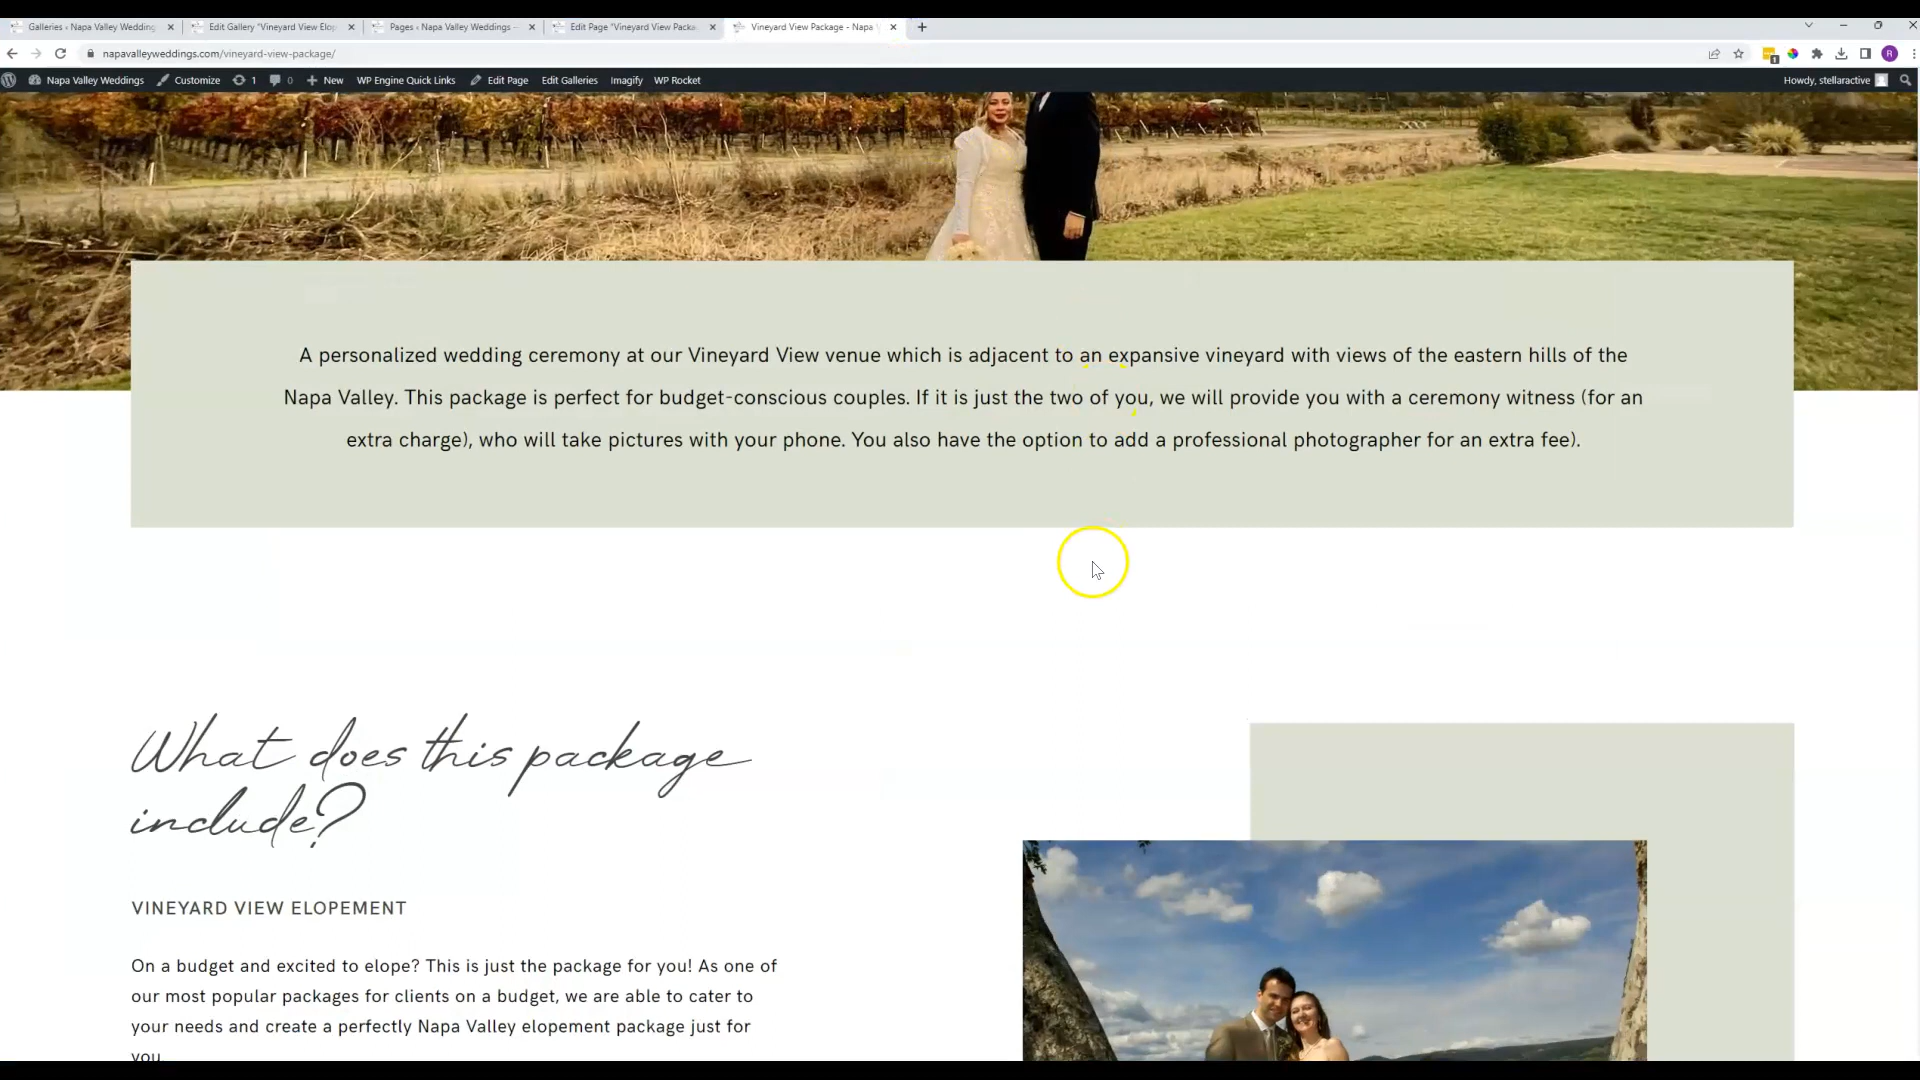 Galleries ‹ Napa Valley Wedding
Edit Gallery "Vineyard View Elop
Pages ‹ Napa Valley Weddings –
Edit Page "Vineyard View Packa
Vineyard View Package - Napa V
napavalleyweddings.com/vineyard-view-package/
R
Napa Valley Weddings
Customize
1
0
New
WP Engine Quick Links
Edit Page
Edit Galleries
Imagify
WP Rocket
Howdy, stellaractive
A personalized wedding ceremony at our Vineyard View venue which is adjacent to an expansive vineyard with views of the eastern hills of the
Napa Valley. This package is perfect for budget-conscious couples. If it is just the two of you, we will provide you with a ceremony witness (for an
extra charge), who will take pictures with your phone. You also have the option to add a professional photographer for an extra fee).
What does this package
include?
VINEYARD VIEW ELOPEMENT
On a budget and excited to elope? This is just the package for you! As one of
our most popular packages for clients on a budget, we are able to cater to
your needs and create a perfectly Napa Valley elopement package just for
you.